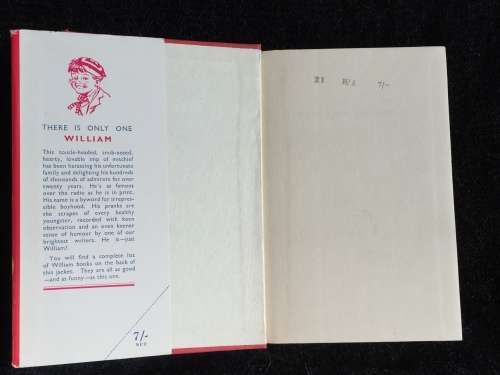 THERE IS ONLY ONE
WILLIAM
This tousle-headed, snub-nosed,
hearty, lovable imp of mischief
has been harassing his unfortunate
family and delighting his hundreds
of thousands of admirers for over
twenty years. He's as famous
over the radio as he is in print.
His name is a byword for irrepres-
sible boyhood. His pranks are
the scrapes of every healthy
youngster, recorded with keen
observation and an even keener
sense of humour by one of our
brightest writers. He is—just
William!
You will find a complete list
of William books on the back of
this jacket. They are all as good
—and as funny—as this one.
7/-
NET
21 7/-